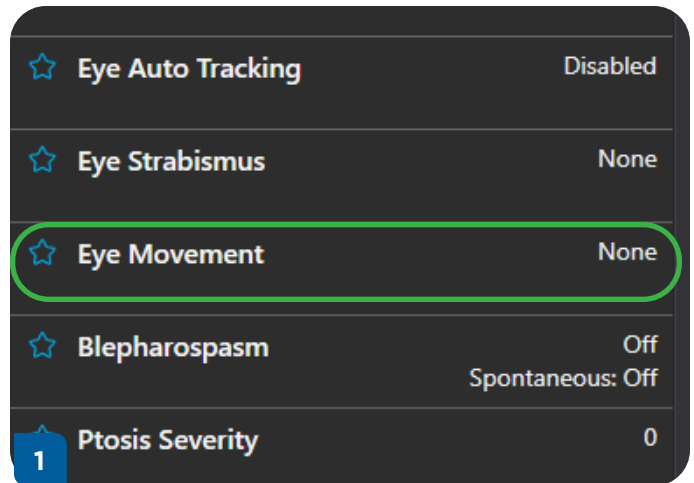 Eye Auto Tracking Disabled
Eye Strabismus None
Eye Movement None
Blepharospasm Off
Spontaneous: Off
Ptosis Severity 0
1